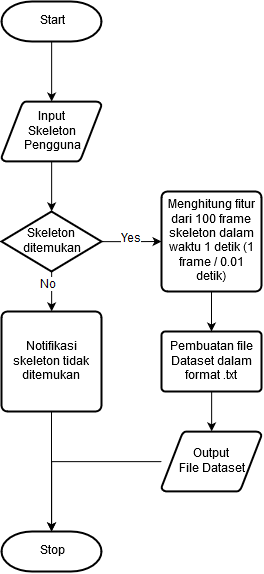 Start
Input
Skeleton
Pengguna
Skeleton
ditemukan
Yes
No
Menghitung fitur
dari 100 frame
skeleton dalam
waktu 1 detik (1
frame / 0.01
detik)
Pembuatan file
Dataset dalam
format .txt
Notifikasi
skeleton tidak
ditemukan
Output
File Dataset
Stop